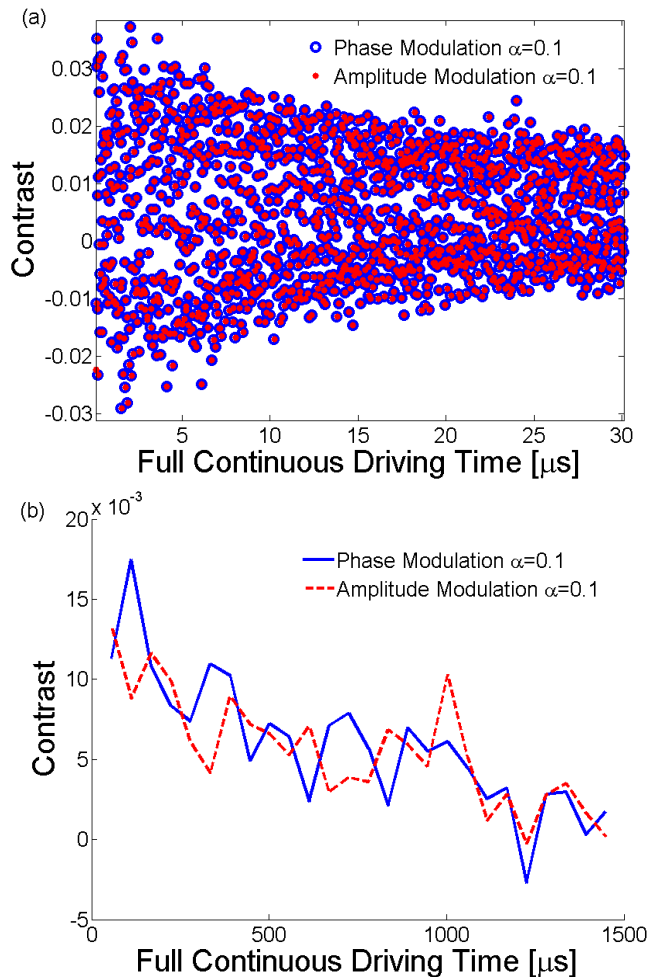 (a)
Phase Modulation α=0.1
Amplitude Modulation α=0.1
0.03
0.02
0.01
0
-0.01
-0.02
-0.03
Contrast
5 10 15 20 25 30
Full Continuous Driving Time [μs]
(b)
x 10⁻³
Phase Modulation α=0.1
Amplitude Modulation α=0.1
20
15
10
5
0
-5
Contrast
0 500 1000 1500
Full Continuous Driving Time [μs]